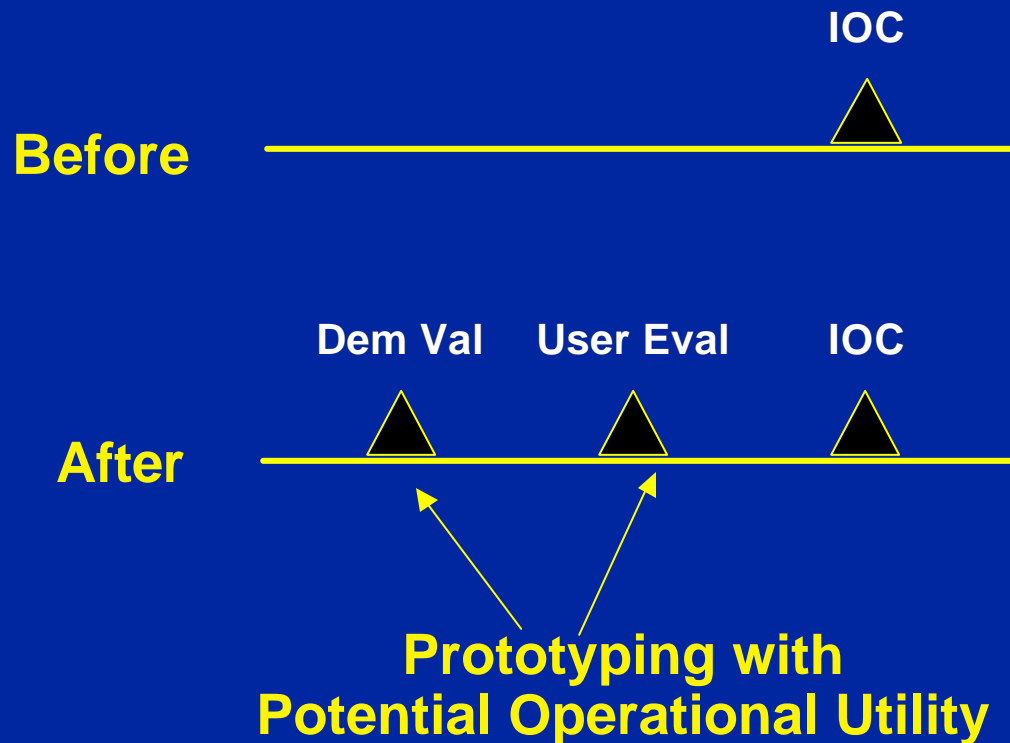 IOC
Before
Dem Val User Eval IOC
After
Prototyping with
Potential Operational Utility